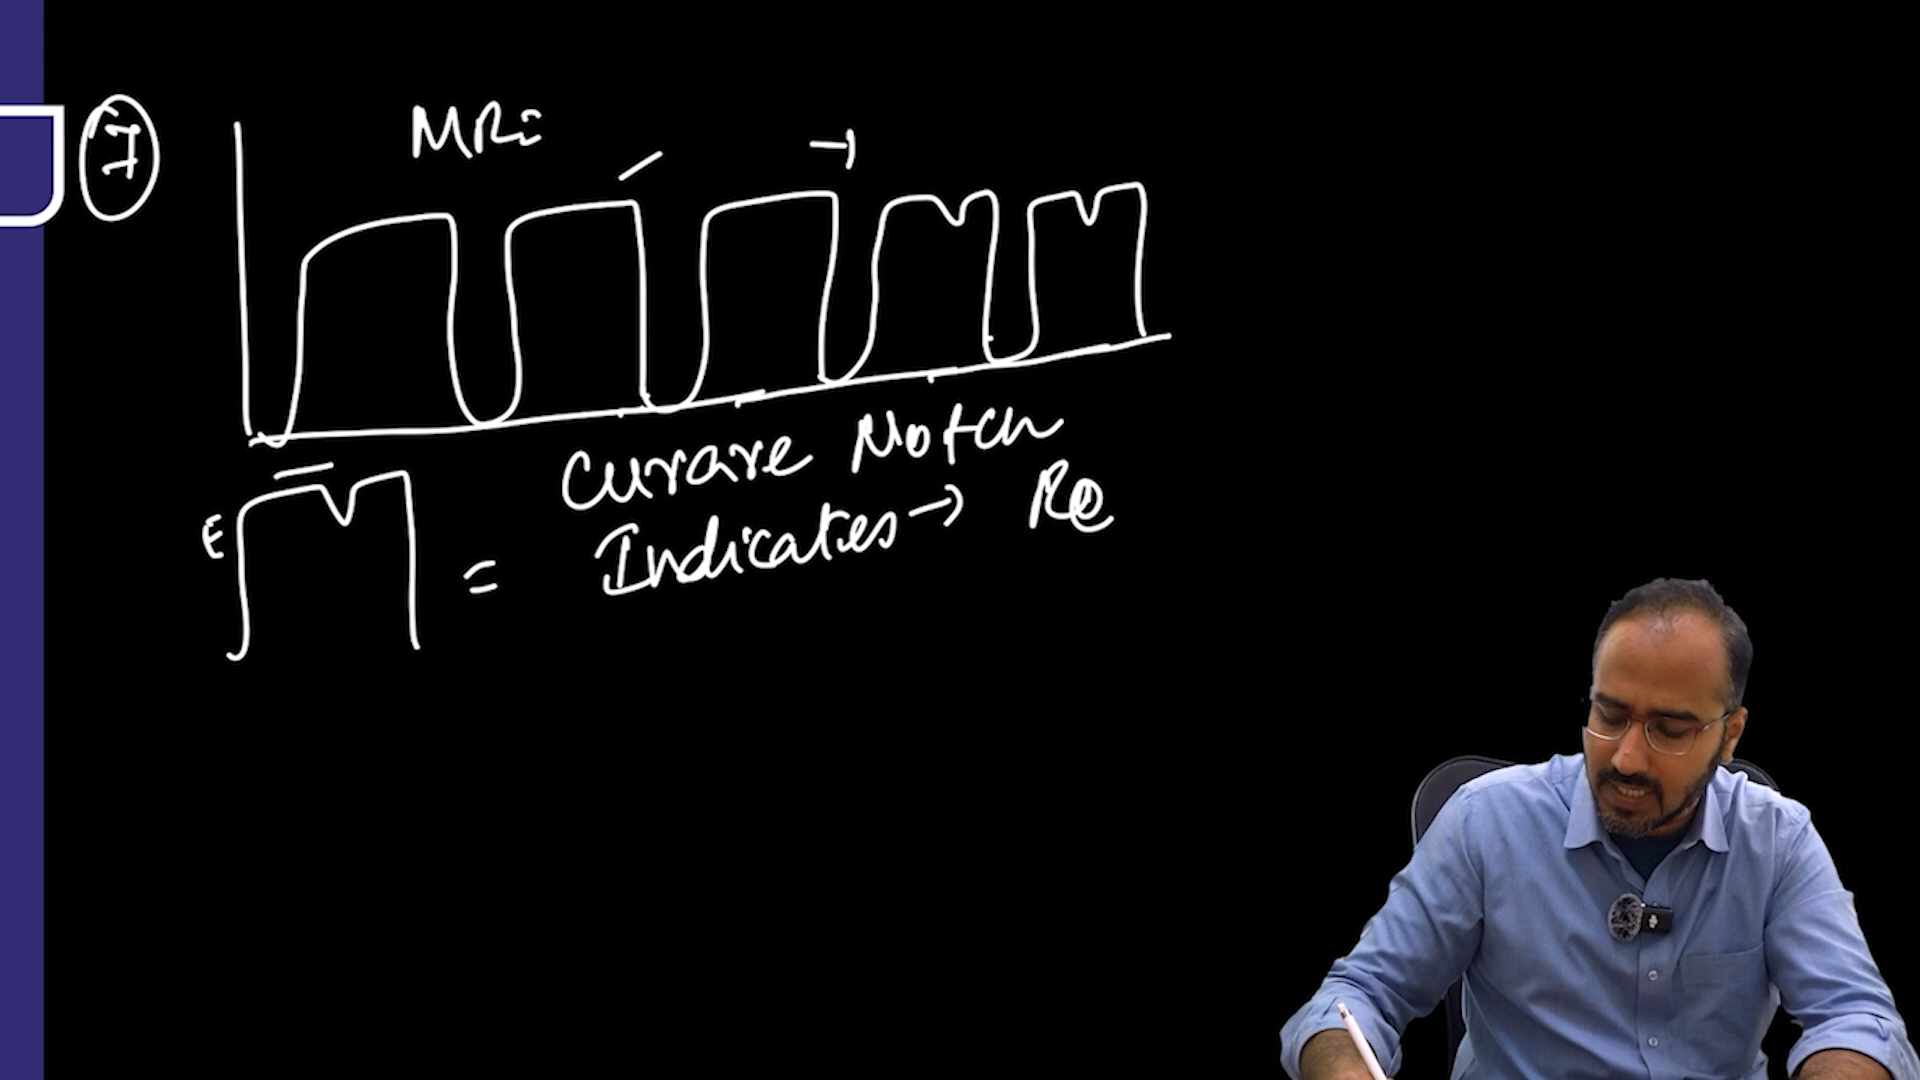 7
MRi
Curare Notch
E
= Indicates → Re